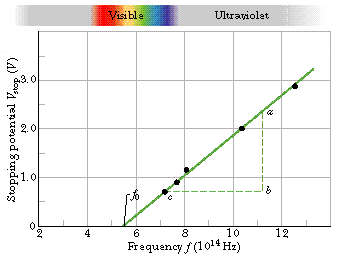 Visible Ultraviolet
Stopping potential Vstop (V)
3.0
2.0
1.0
0
a
b
c
f0
2 4 6 8 10 12
Frequency f (10^14 Hz)